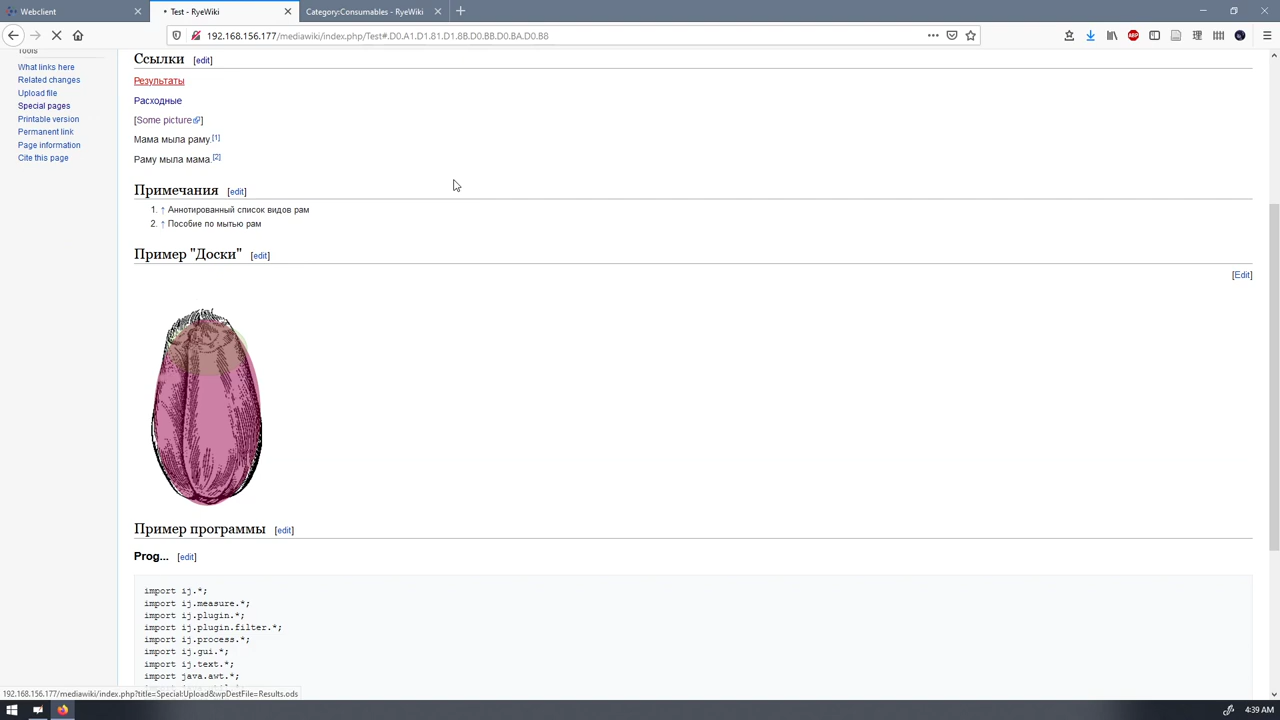 Webclient
Test - RyeWiki
Category:Consumables - RyeWiki
192.168.156.177/mediawiki/index.php/Test#.D0.A1.D1.81.D1.8B.D0.BB.D0.BA.D0.B8
Tools
What links here
Related changes
Upload file
Special pages
Printable version
Permanent link
Page information
Cite this page
Ссылки [edit]
Результаты
Расходные
[Some picture]
Мама мыла раму.[1]
Раму мыла мама.[2]
Примечания [edit]
1. ↑ Аннотированный список видов рам
2. ↑ Пособие по мытью рам
Пример "Доски" [edit]
[Edit]
Пример программы [edit]
Prog... [edit]
import ij.*;
import ij.measure.*;
import ij.plugin.*;
import ij.plugin.filter.*;
import ij.process.*;
import ij.gui.*;
import ij.text.*;
import java.awt.*;
192.168.156.177/mediawiki/index.php?title=Special:Upload&wpDestFile=Results.ods
4:39 AM